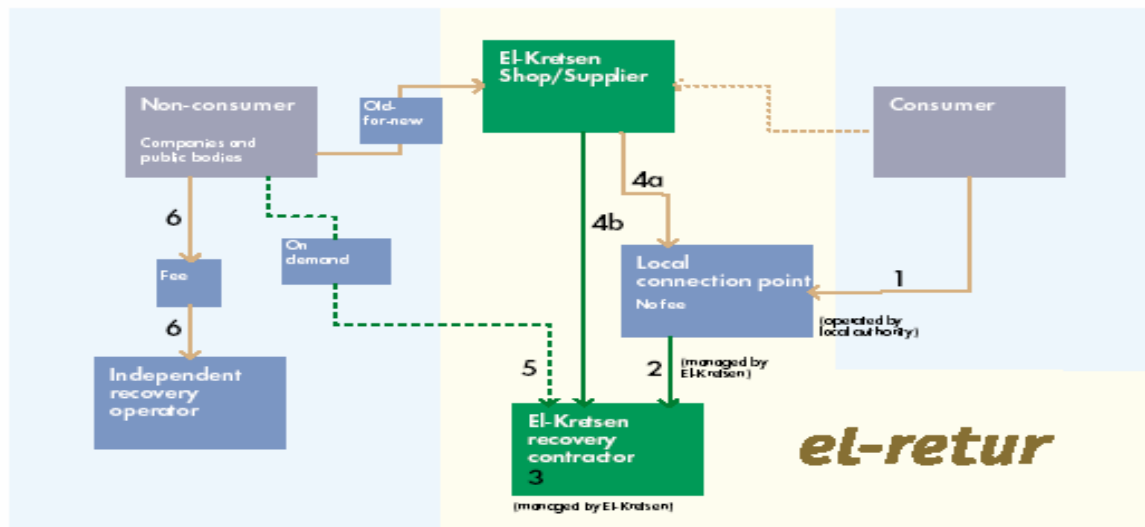 El-Kretsen
Shop/Supplier
Non-consumer
Companies and
public bodies
Old-
for-new
Consumer
4a
4b
6
On
demand
Fee
Local
connection point
No fee
1
(operated by
local authority)
6
Independent
recovery
operator
5
2
(managed by
El-Kretsen)
El-Kretsen
recovery
contractor
3
(managed by El-Kretsen)
el-retur